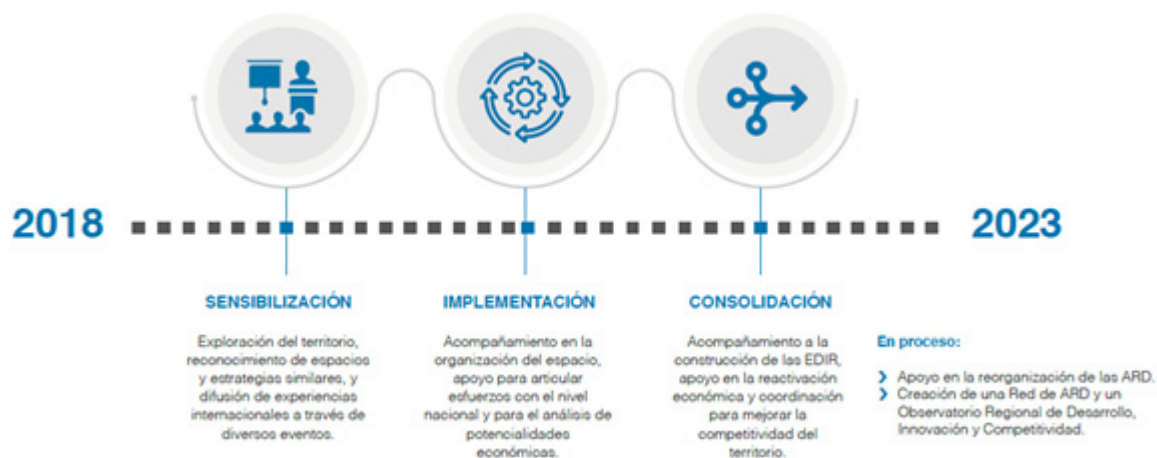 2018
2023
SENSIBILIZACIÓN
Exploración del territorio,
reconocimiento de espacios
y estrategias similares, y
difusión de experiencias
internacionales a través de
diversos eventos.
IMPLEMENTACIÓN
Acompañamiento en la
organización del espacio,
apoyo para articular
esfuerzos con el nivel
nacional y para el análisis de
potencialidades
económicas.
CONSOLIDACIÓN
Acompañamiento a la
construcción de las EDIR,
apoyo en la reactivación
económica y coordinación
para mejorar la
competitividad del
territorio.
En proceso:
Apoyo en la reorganización de las ARD.
Creación de una Red de ARD y un
Observatorio Regional de Desarrollo,
Innovación y Competitividad.